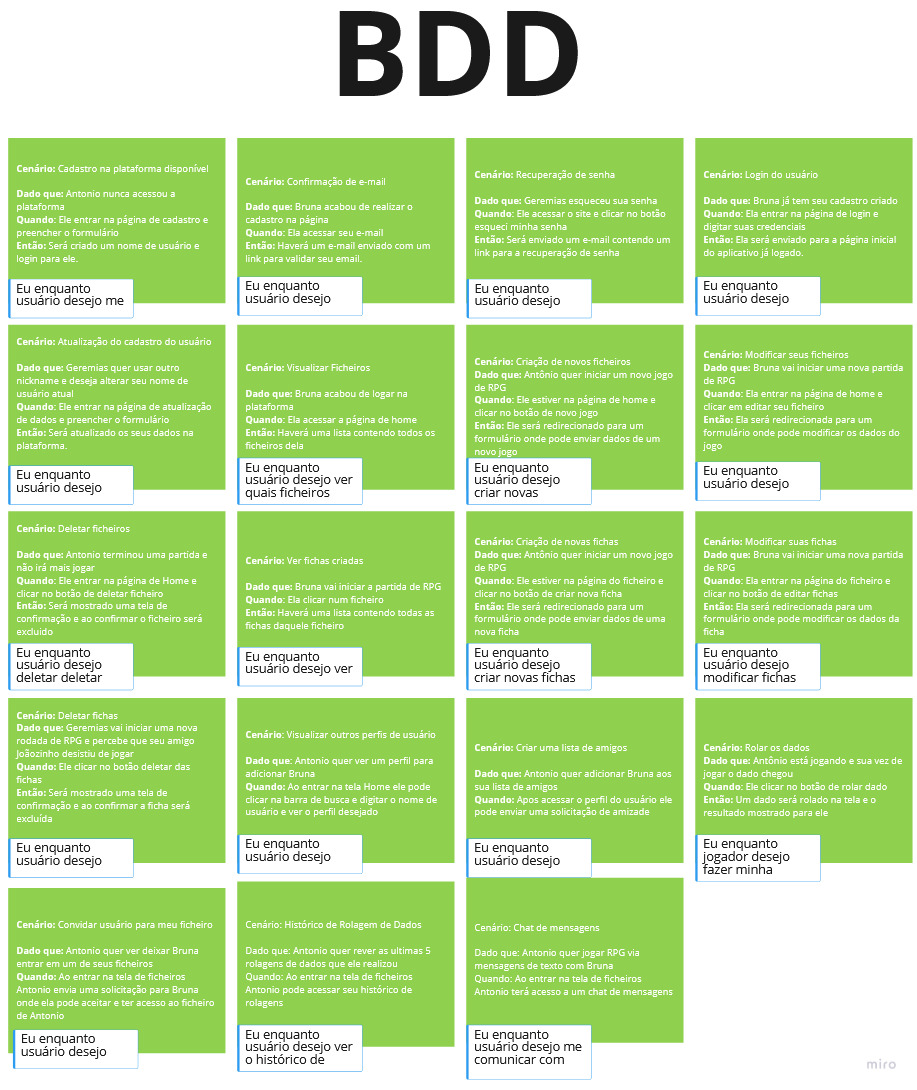 BDD
Cenário: Cadastro na plataforma disponível
Dado que: Antonio nunca acessou a
plataforma
Quando: Ele entrar na página de cadastro e
preencher o formulário
Então: Será criado um nome de usuário e
login para ele.
Eu enquanto
usuário desejo me
Cenário: Confirmação de e-mail
Dado que: Bruna acabou de realizar o
cadastro na página
Quando: Ela acessar seu e-mail
Então: Haverá um e-mail enviado com um
link para validar seu email.
Eu enquanto
usuário desejo
Cenário: Recuperação de senha
Dado que: Geremias esqueceu sua senha
Quando: Ele acessar o site e clicar no botão
esqueci minha senha
Então: Será enviado um e-mail contendo um
link para a recuperação de senha
Eu enquanto
usuário desejo
Cenário: Login do usuário
Dado que: Bruna já tem seu cadastro criado
Quando: Ela entrar na página de login e
digitar suas credenciais
Então: Ela será enviado para a página inicial
do aplicativo já logado.
Eu enquanto
usuário desejo
Cenário: Atualização do cadastro do usuário
Dado que: Geremias quer usar outro
nickname e deseja alterar seu nome de
usuário atual
Quando: Ele entrar na página de atualização
de dados e preencher o formulário
Então: Será atualizado os seus dados na
plataforma.
Eu enquanto
usuário desejo
Cenário: Visualizar Ficheiros
Dado que: Bruna acabou de logar na
plataforma
Quando: Ela acessar a página de home
Então: Haverá uma lista contendo todos os
ficheiros dela
Eu enquanto
usuário desejo ver
quais ficheiros
Cenário: Criação de novos ficheiros
Dado que: Antônio quer iniciar um novo jogo
de RPG
Quando: Ele estiver na página de home e
clicar no botão de novo jogo
Então: Ele será redirecionado para um
formulário onde pode enviar dados de um
novo jogo
Eu enquanto
usuário desejo
criar novas
Cenário: Modificar seus ficheiros
Dado que: Bruna vai iniciar uma nova partida
de RPG
Quando: Ela entrar na página de home e
clicar em editar seu ficheiro
Então: Ela será redirecionada para um
formulário onde pode modificar os dados do
jogo
Eu enquanto
usuário desejo
Cenário: Deletar ficheiros
Dado que: Antonio terminou uma partida e
não irá mais jogar
Quando: Ele entrar na página de Home e
clicar no botão de deletar ficheiro
Então: Será mostrado uma tela de
confirmação e ao confirmar o ficheiro será
excluído
Eu enquanto
usuário desejo
deletar deletar
Cenário: Ver fichas criadas
Dado que: Bruna vai iniciar a partida de RPG
Quando: Ela clicar num ficheiro
Então: Haverá uma lista contendo todas as
fichas daquele ficheiro
Eu enquanto
usuário desejo ver
Cenário: Criação de novas fichas
Dado que: Antônio quer iniciar um novo jogo
de RPG
Quando: Ele estiver na página do ficheiro e
clicar no botão de criar nova ficha
Então: Ele será redirecionado para um
formulário onde pode enviar dados de uma
nova ficha
Eu enquanto
usuário desejo
criar novas fichas
Cenário: Modificar suas fichas
Dado que: Bruna vai iniciar uma nova partida
de RPG
Quando: Ela entrar na página do ficheiro e
clicar no botão de editar fichas
Então: Ela será redirecionada para um
formulário onde pode modificar os dados da
ficha
Eu enquanto
usuário desejo
modificar fichas
Cenário: Deletar fichas
Dado que: Geremias vai iniciar uma nova
rodada de RPG e percebe que seu amigo
Joãozinho desistiu de jogar
Quando: Ele clicar no botão deletar das
fichas
Então: Será mostrado uma tela de
confirmação e ao confirmar a ficha será
excluída
Eu enquanto
usuário desejo
Cenário: Visualizar outros perfis de usuário
Dado que: Antonio quer ver um perfil para
adicionar Bruna
Quando: Ao entrar na tela Home ele pode
clicar na barra de busca e digitar o nome de
usuário e ver o perfil desejado
Eu enquanto
usuário desejo
Cenário: Criar uma lista de amigos
Dado que: Antonio quer adicionar Bruna aos
sua lista de amigos
Quando: Apos acessar o perfil do usuário ele
pode enviar uma solicitação de amizade
Eu enquanto
usuário desejo
Cenário: Rolar os dados
Dado que: Antônio está jogando e sua vez de
jogar o dado chegou
Quando: Ele clicar no botão de rolar dado
Então: Um dado será rolado na tela e o
resultado mostrado para ele
Eu enquanto
jogador desejo
fazer minha
Cenário: Convidar usuário para meu ficheiro
Dado que: Antonio quer ver deixar Bruna
entrar em um de seus ficheiros
Quando: Ao entrar na tela de ficheiros
Antonio envia uma solicitação para Bruna
onde ela pode aceitar e ter acesso ao ficheiro
de Antonio
Eu enquanto
usuário desejo
Cenário: Histórico de Rolagem de Dados
Dado que: Antonio quer rever as ultimas 5
rolagens de dados que ele realizou
Quando: Ao entrar na tela de ficheiros
Antonio pode acessar seu histórico de
rolagens
Eu enquanto
usuário desejo ver
o histórico de
Cenário: Chat de mensagens
Dado que: Antonio quer jogar RPG via
mensagens de texto com Bruna
Quando: Ao entrar na tela de ficheiros
Antonio terá acesso a um chat de mensagens
Eu enquanto
usuário desejo me
comunicar com
miro